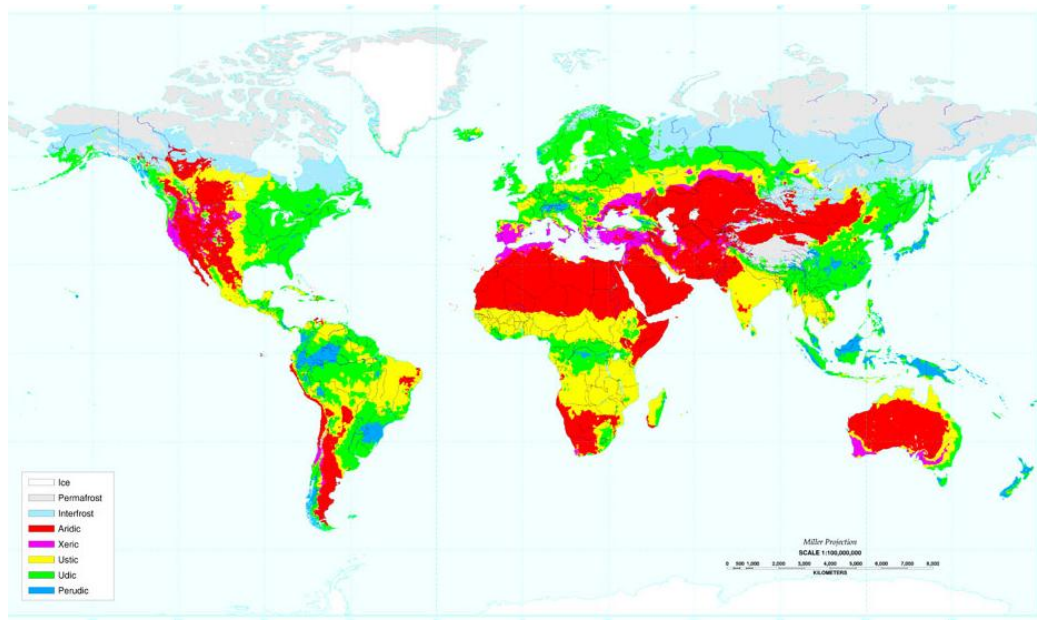 Ice
Permafrost
Interfrost
Aridic
Xeric
Ustic
Udic
Perudic
Miller Projection
SCALE 1:100,000,000
0 500 1,000 2,000 3,000 4,000 5,000 6,000 7,000 8,000
KILOMETERS